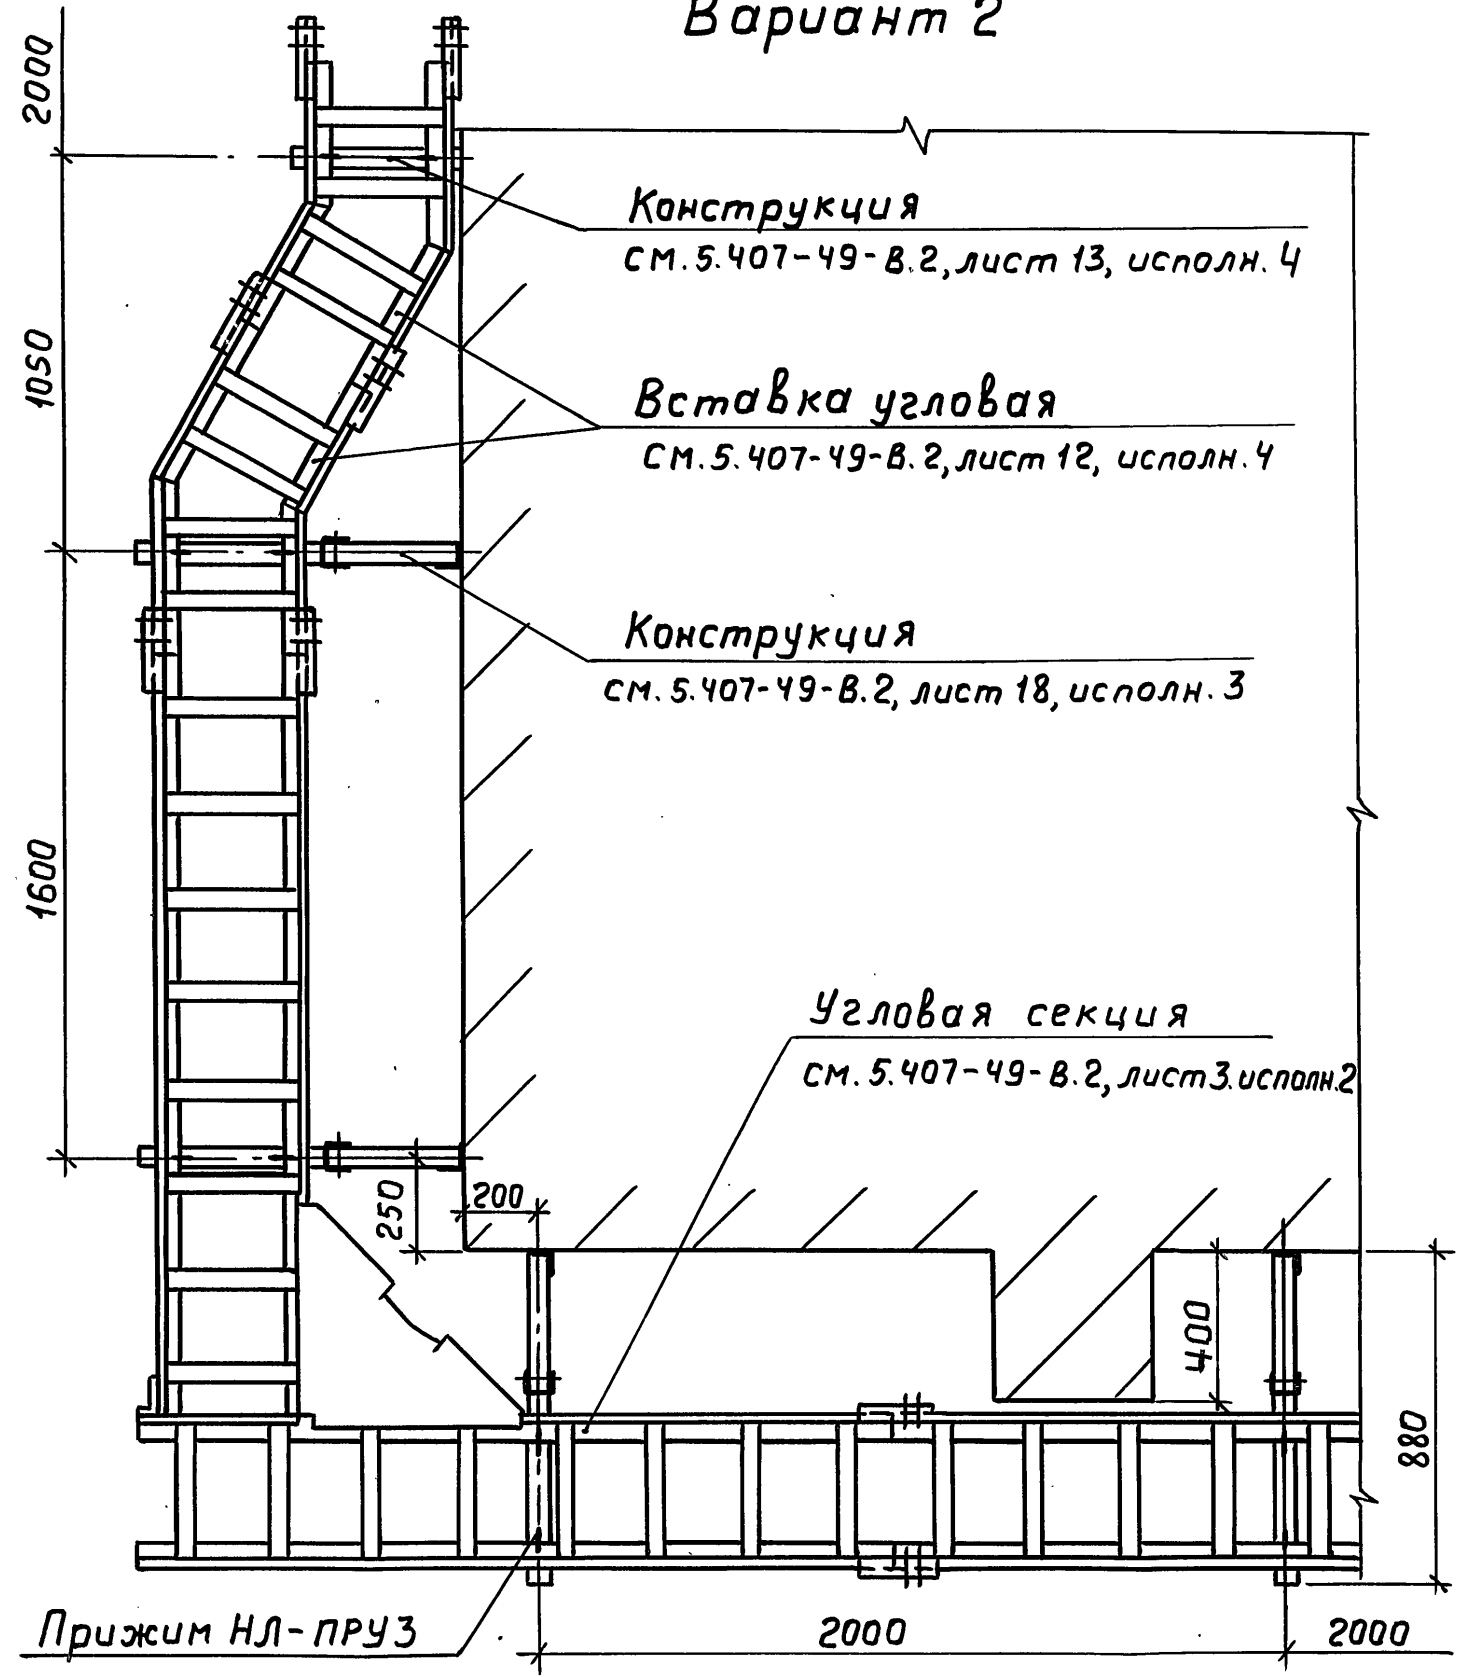 Вариант 2
2000
Конструкция
см. 5.407-49-В.2, лист 13, исполн. 4
1050
Вставка угловая
см. 5.407-49-В.2, лист 12, исполн. 4
Конструкция
см. 5.407-49-В.2, лист 18, исполн. 3
1600
Угловая секция
см. 5.407-49-В.2, лист 3. исполн. 2
250
200
400
880
Прижим НЛ-ПРУ3
2000
2000